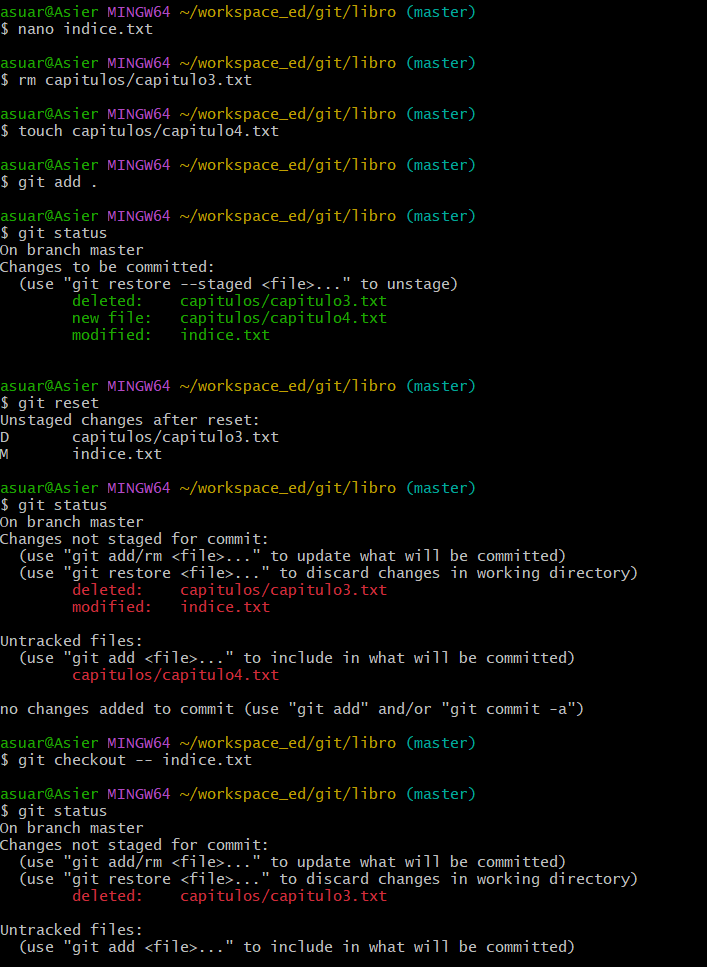 asuar@Asier MINGW64 ~/workspace_ed/git/libro (master)
$ nano indice.txt

asuar@Asier MINGW64 ~/workspace_ed/git/libro (master)
$ rm capitulos/capitulo3.txt

asuar@Asier MINGW64 ~/workspace_ed/git/libro (master)
$ touch capitulos/capitulo4.txt

asuar@Asier MINGW64 ~/workspace_ed/git/libro (master)
$ git add .

asuar@Asier MINGW64 ~/workspace_ed/git/libro (master)
$ git status
On branch master
Changes to be committed:
  (use "git restore --staged <file>..." to unstage)
        deleted:    capitulos/capitulo3.txt
        new file:   capitulos/capitulo4.txt
        modified:   indice.txt


asuar@Asier MINGW64 ~/workspace_ed/git/libro (master)
$ git reset
Unstaged changes after reset:
D       capitulos/capitulo3.txt
M       indice.txt

asuar@Asier MINGW64 ~/workspace_ed/git/libro (master)
$ git status
On branch master
Changes not staged for commit:
  (use "git add/rm <file>..." to update what will be committed)
  (use "git restore <file>..." to discard changes in working directory)
        deleted:    capitulos/capitulo3.txt
        modified:   indice.txt

Untracked files:
  (use "git add <file>..." to include in what will be committed)
        capitulos/capitulo4.txt

no changes added to commit (use "git add" and/or "git commit -a")

asuar@Asier MINGW64 ~/workspace_ed/git/libro (master)
$ git checkout -- indice.txt

asuar@Asier MINGW64 ~/workspace_ed/git/libro (master)
$ git status
On branch master
Changes not staged for commit:
  (use "git add/rm <file>..." to update what will be committed)
  (use "git restore <file>..." to discard changes in working directory)
        deleted:    capitulos/capitulo3.txt

Untracked files:
  (use "git add <file>..." to include in what will be committed)